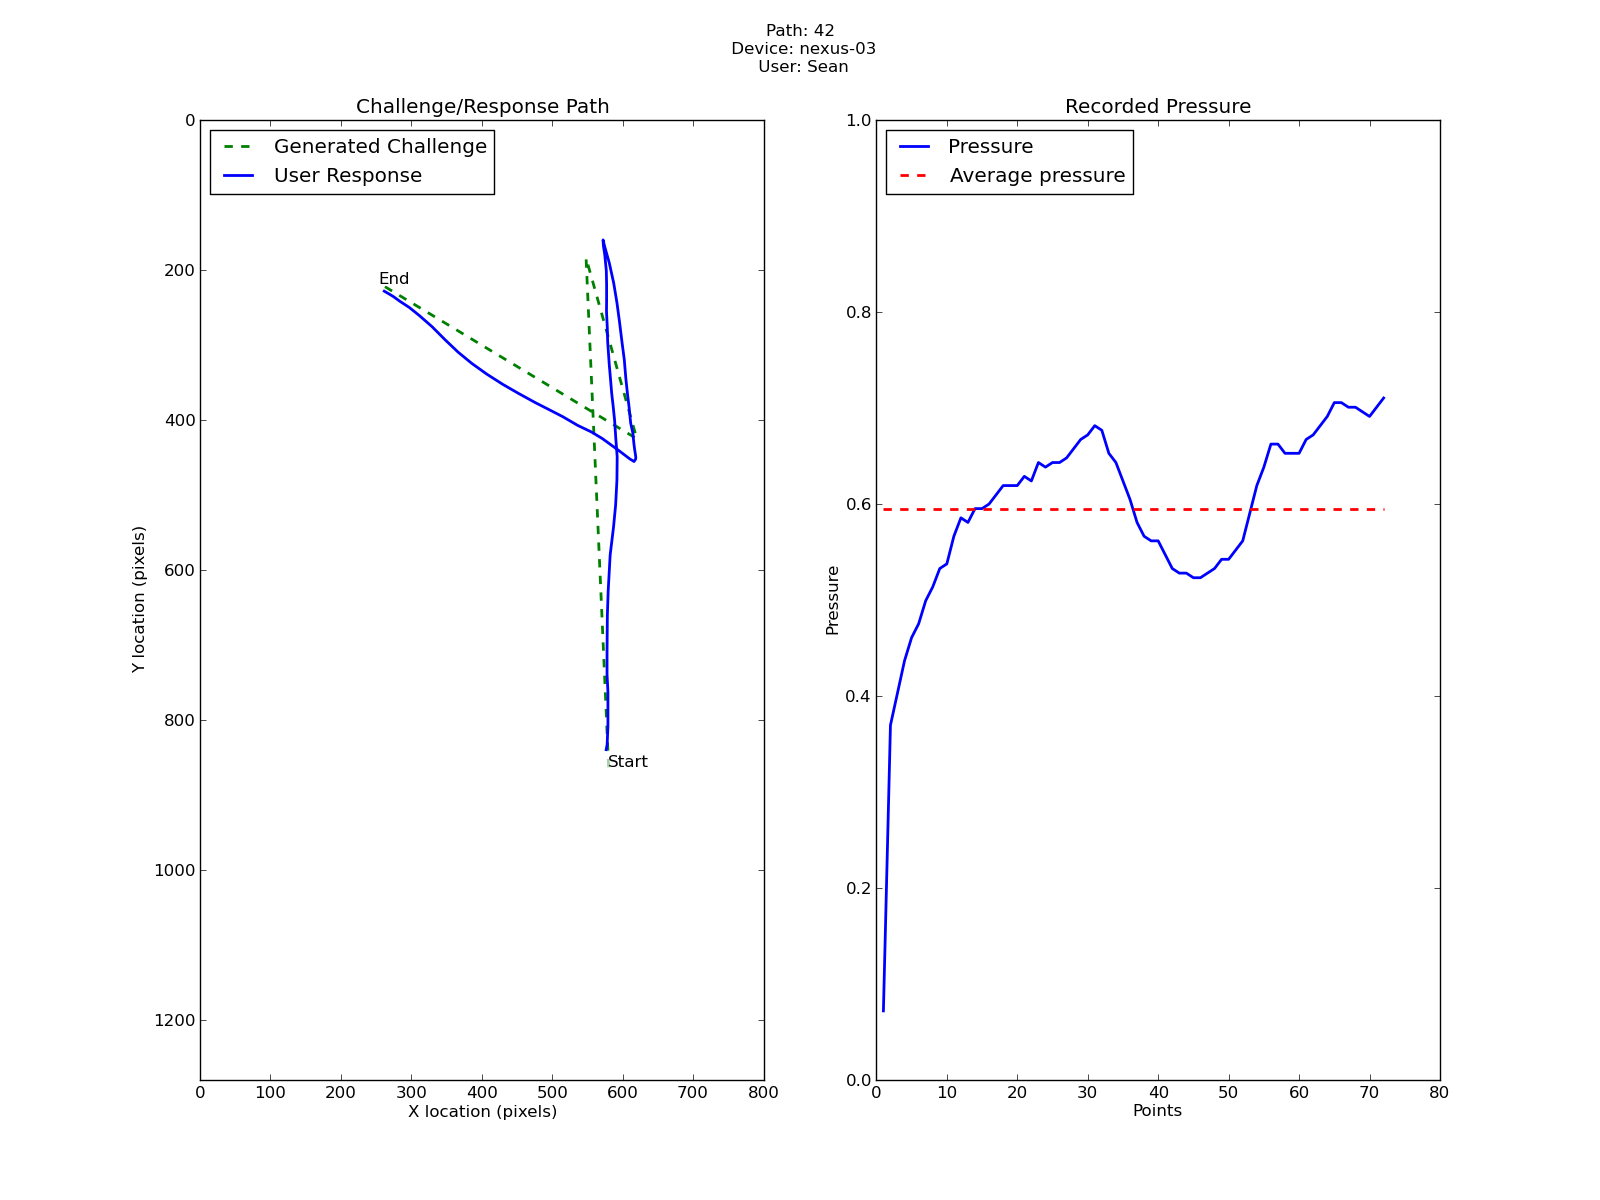 Path: 42
Device: nexus-03
User: Sean
Challenge/Response Path
Generated Challenge
User Response
End
Start
0
200
400
600
800
1000
1200
Y location (pixels)
0 100 200 300 400 500 600 700 800
X location (pixels)
Recorded Pressure
Pressure
Average pressure
1.0
0.8
0.6
0.4
0.2
0.0
Pressure
0 10 20 30 40 50 60 70 80
Points